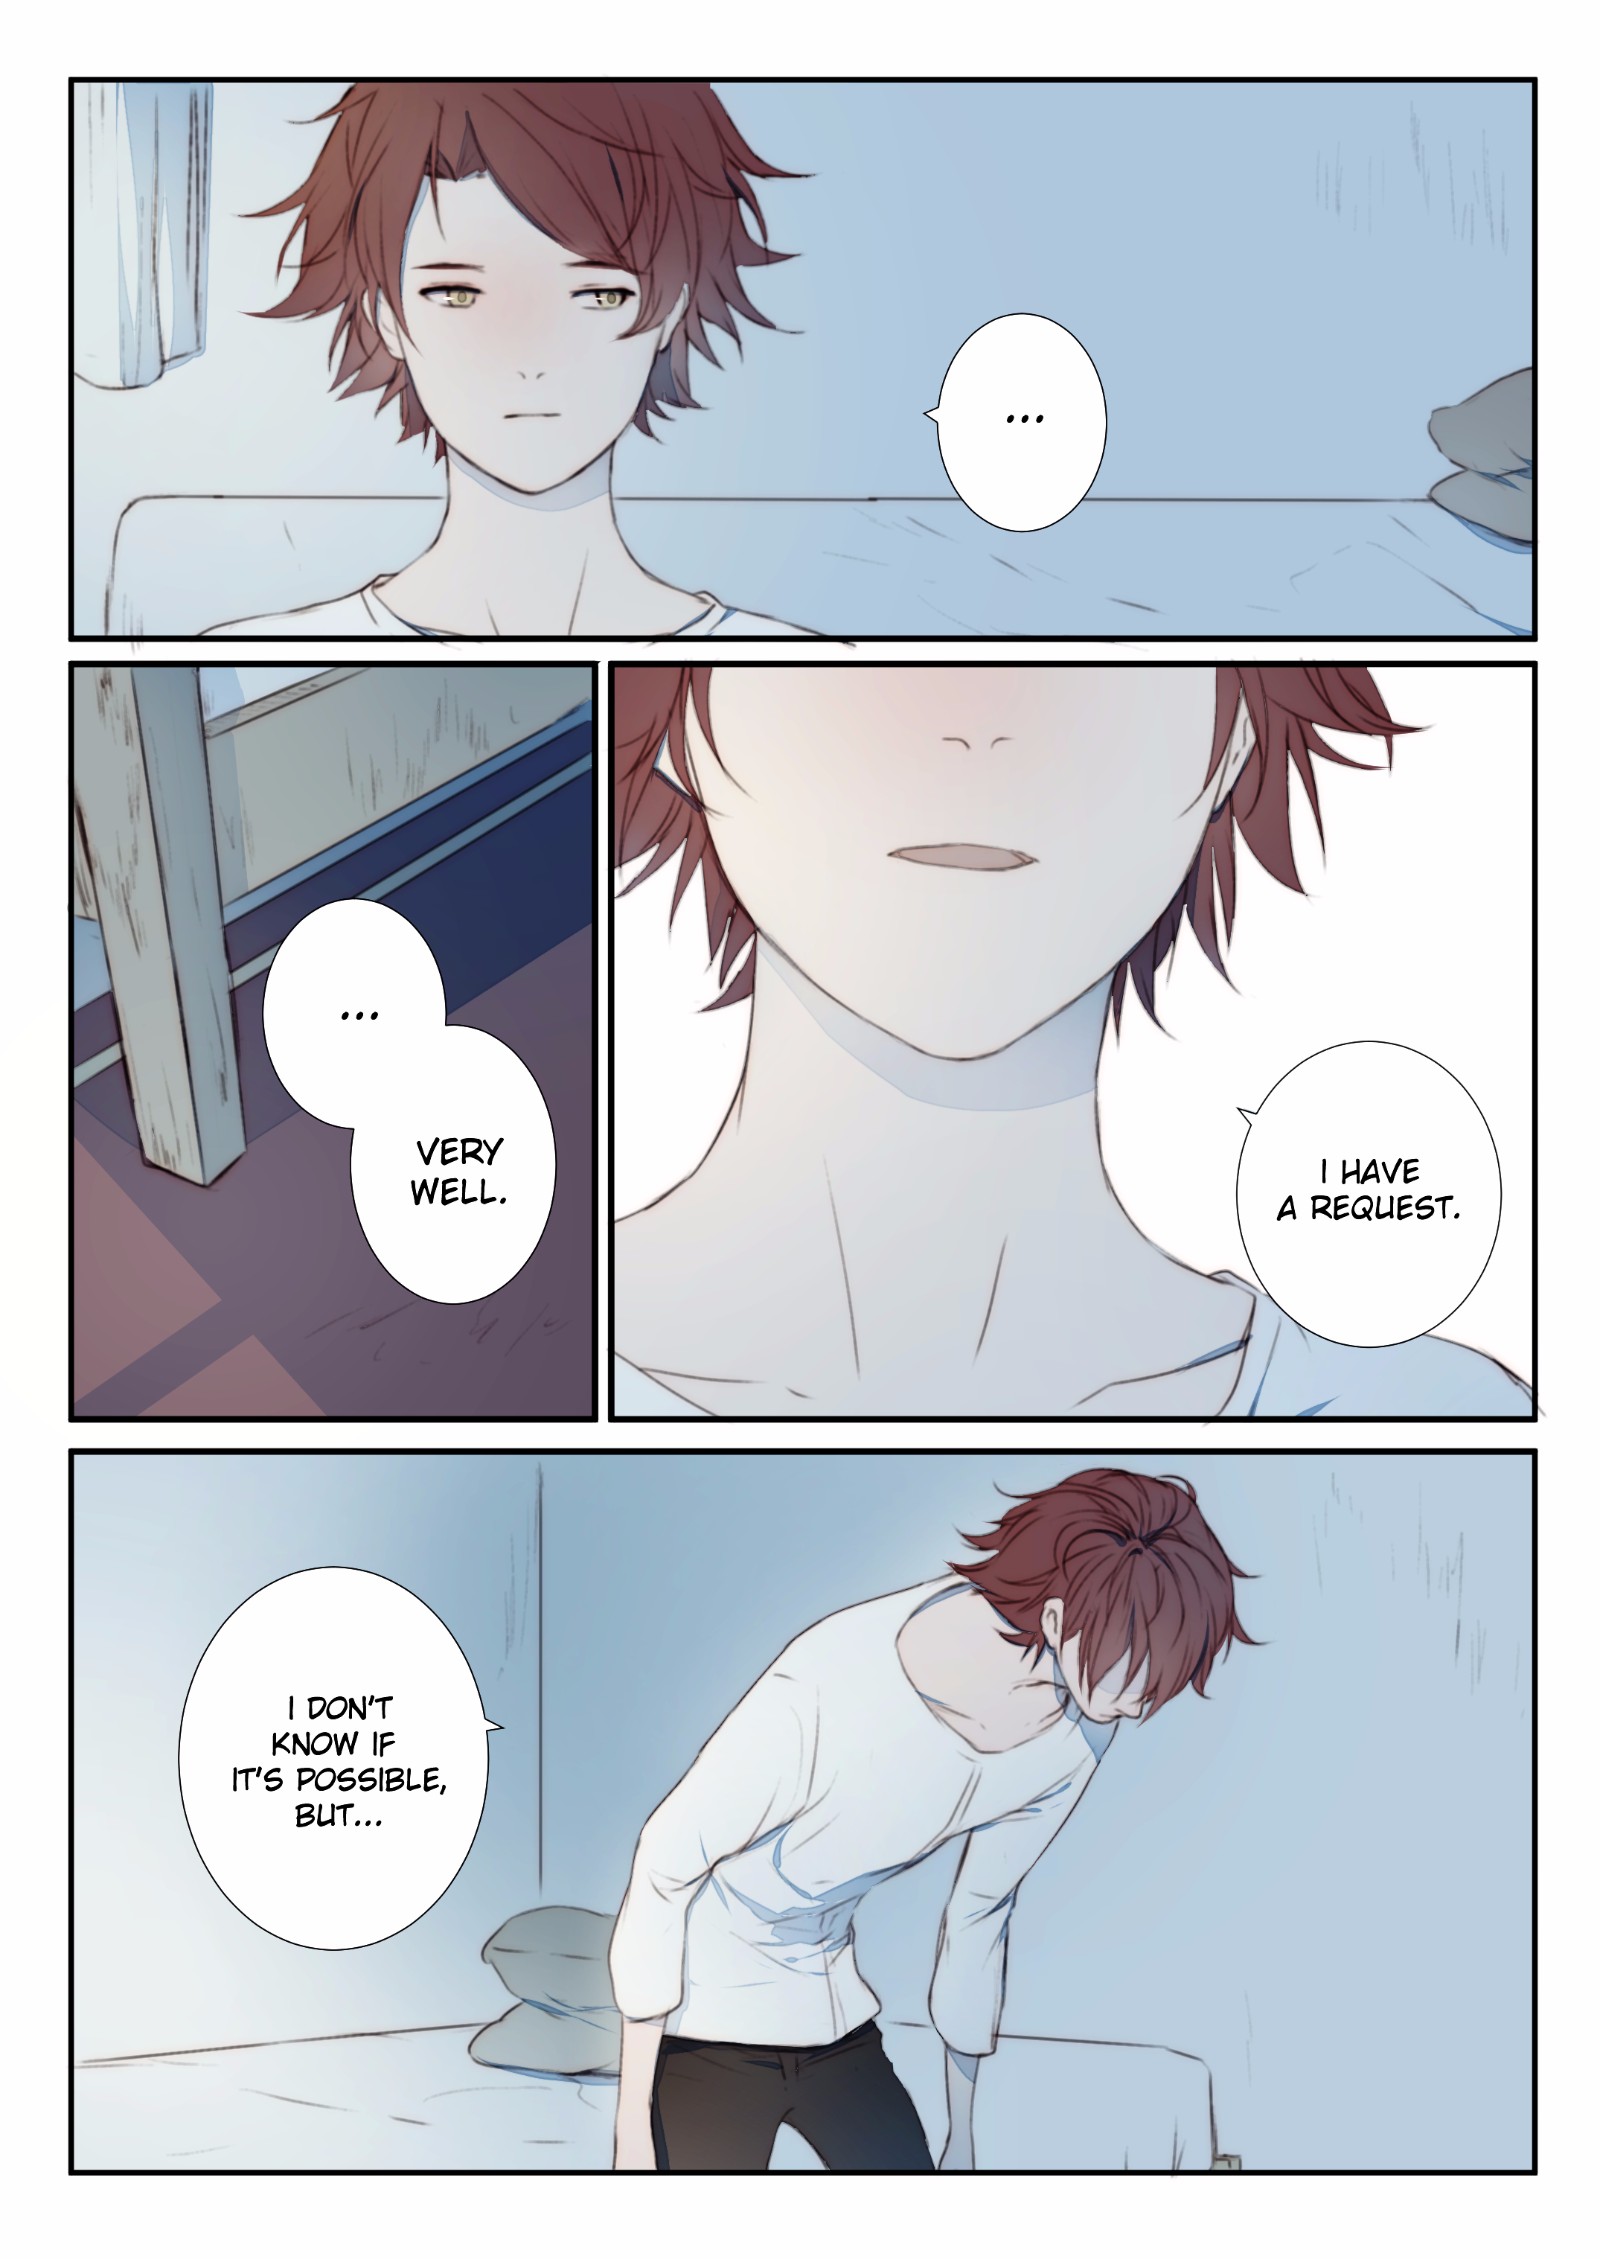 ...
...
VERY
WELL.
I HAVE
A REQUEST.
I DON'T
KNOW IF
IT'S POSSIBLE,
BUT...